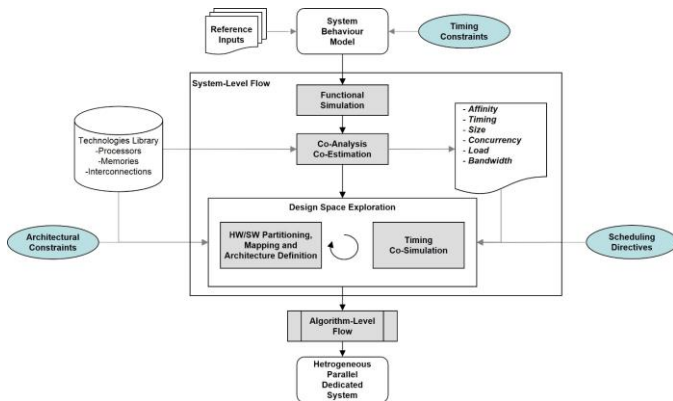 Reference
Inputs
System
Behaviour
Model
Timing
Constraints
System-Level Flow
Functional
Simulation
Technologies Library
-Processors
-Memories
-Interconnections
Co-Analysis
Co-Estimation
- Affinity
- Timing
- Size
- Concurrency
- Load
- Bandwidth
Design Space Exploration
Architectural
Constraints
HW/SW Partitioning,
Mapping and
Architecture Definition
Timing
Co-Simulation
Scheduling
Directives
Algorithm-Level
Flow
Hetrogeneous
Parallel
Dedicated
System